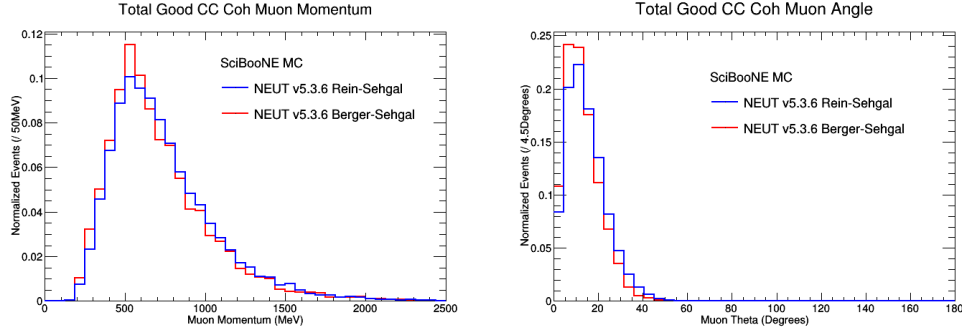 Total Good CC Coh Muon Momentum
Normalized Events (/ 50MeV)
0.12
0.1
0.08
0.06
0.04
0.02
0
SciBooNE MC
NEUT v5.3.6 Rein-Sehgal
NEUT v5.3.6 Berger-Sehgal
0 500 1000 1500 2000 2500
Muon Momentum (MeV)
Total Good CC Coh Muon Angle
Normalized Events (/ 4.5Degrees)
0.25
0.2
0.15
0.1
0.05
0
SciBooNE MC
NEUT v5.3.6 Rein-Sehgal
NEUT v5.3.6 Berger-Sehgal
0 20 40 60 80 100 120 140 160 180
Muon Theta (Degrees)